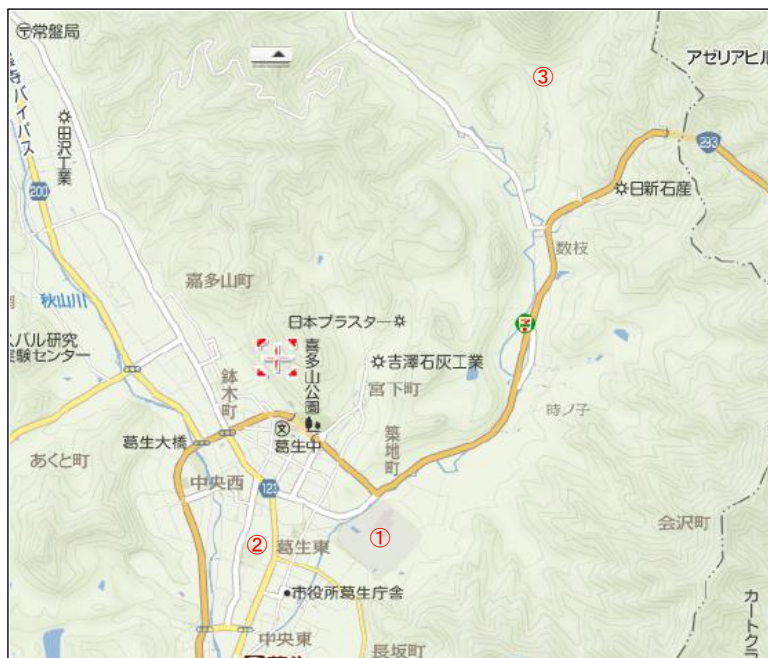 〒常盤局
アゼリアヒル
③
寺バイパス
田沢工業
293
200
日新石産
数枝
嘉多山町
秋山川
日本プラスター
スバル研究
実験センター
喜多山公園
吉澤石灰工業
宮下町
鉢木町
時ノ子
築地町
葛生大橋
葛生中
あくと町
中央西
123
会沢町
②
葛生東
①
市役所葛生庁舎
カートクラ
中央東
長坂町